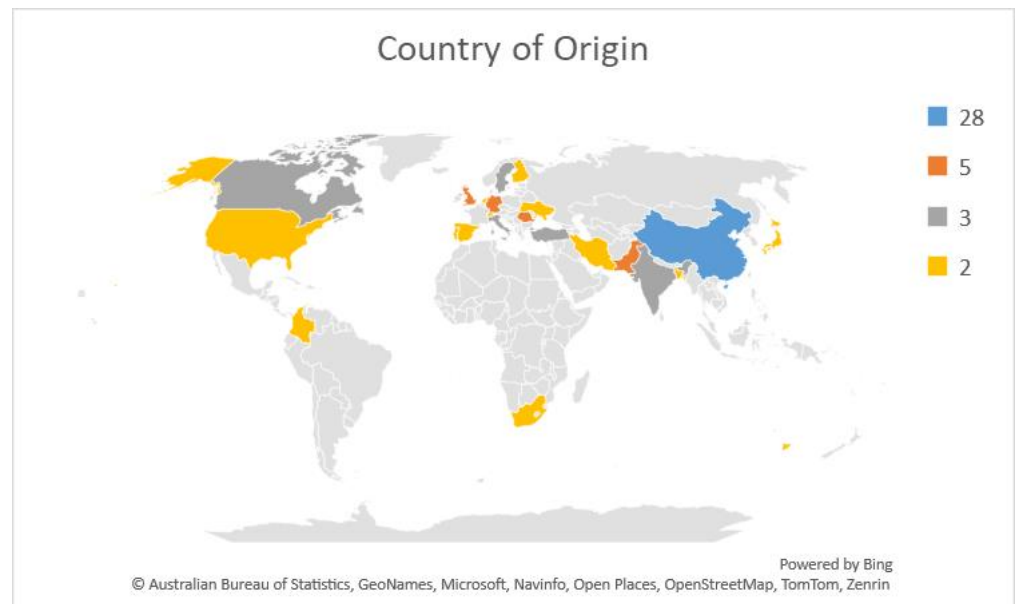 Country of Origin
28
5
3
2
Powered by Bing
© Australian Bureau of Statistics, GeoNames, Microsoft, Navinfo, Open Places, OpenStreetMap, TomTom, Zenrin